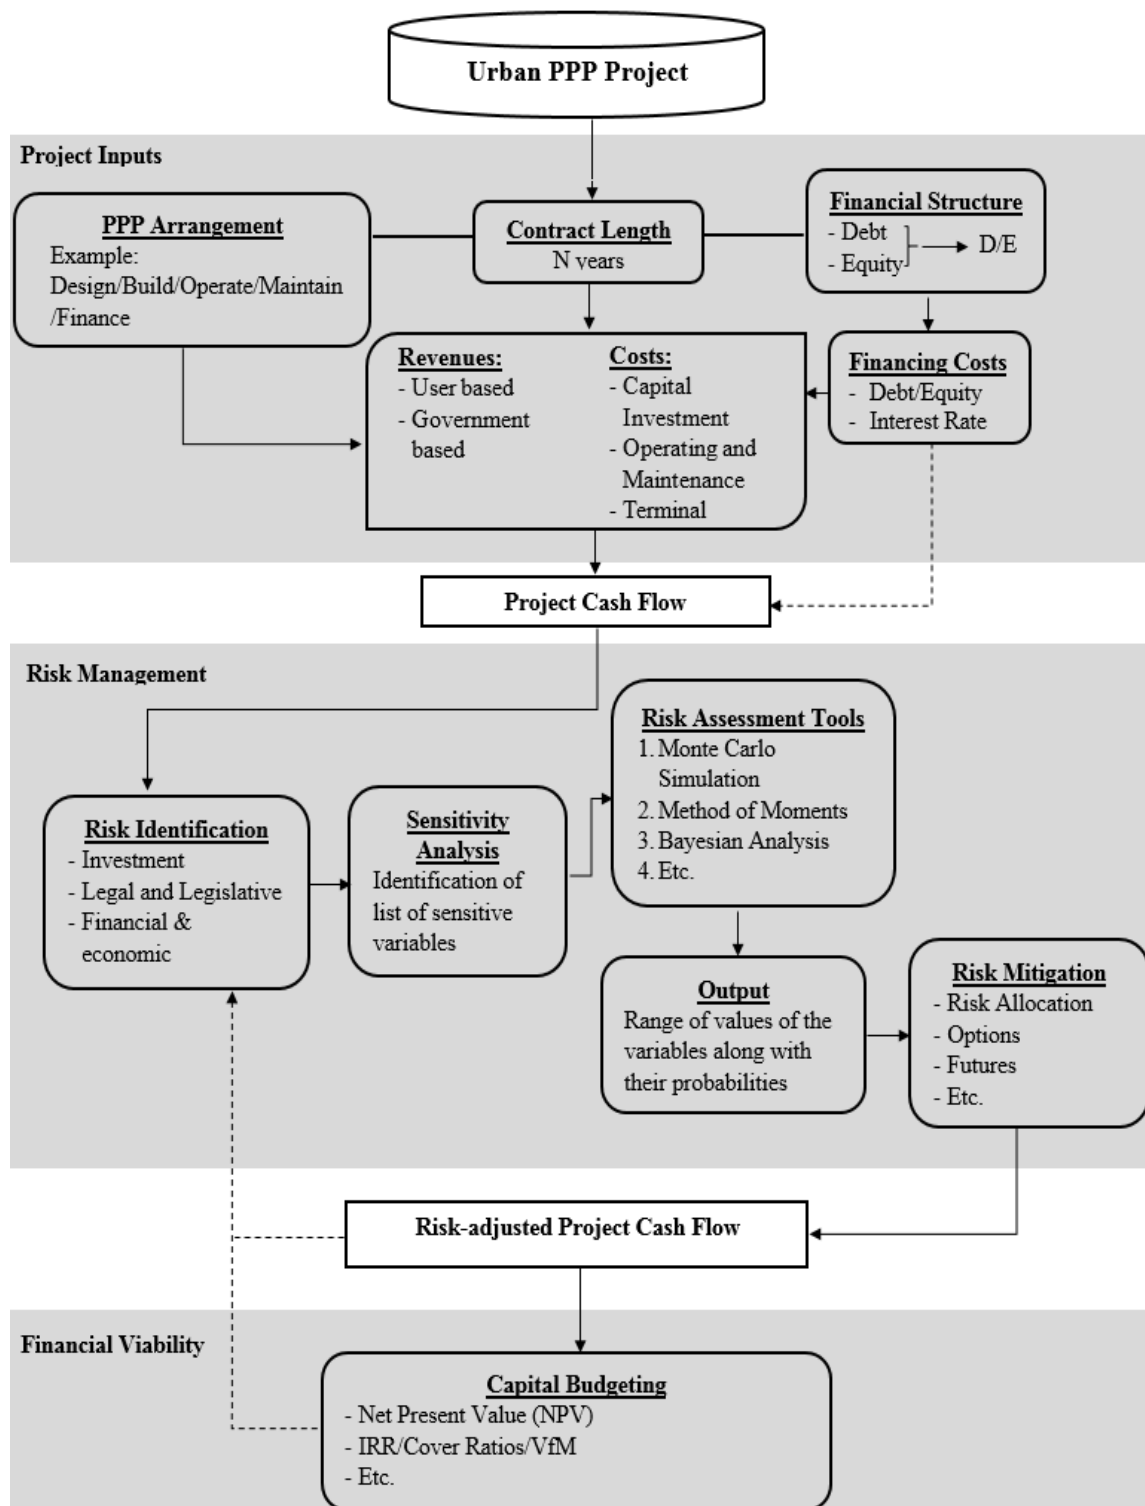 Urban PPP Project
Project Inputs
PPP Arrangement
Example:
Design/Build/Operate/Maintain
/Finance
Contract Length
N years
Financial Structure
- Debt
- Equity
D/E
Revenues:
- User based
- Government
based
Costs:
- Capital
Investment
- Operating and
Maintenance
- Terminal
Financing Costs
- Debt/Equity
- Interest Rate
Project Cash Flow
Risk Management
Risk Identification
- Investment
- Legal and Legislative
- Financial &
economic
Sensitivity
Analysis
Identification of
list of sensitive
variables
Risk Assessment Tools
1. Monte Carlo
Simulation
2. Method of Moments
3. Bayesian Analysis
4. Etc.
Output
Range of values of the
variables along with
their probabilities
Risk Mitigation
- Risk Allocation
- Options
- Futures
- Etc.
Risk-adjusted Project Cash Flow
Financial Viability
Capital Budgeting
- Net Present Value (NPV)
- IRR/Cover Ratios/VfM
- Etc.